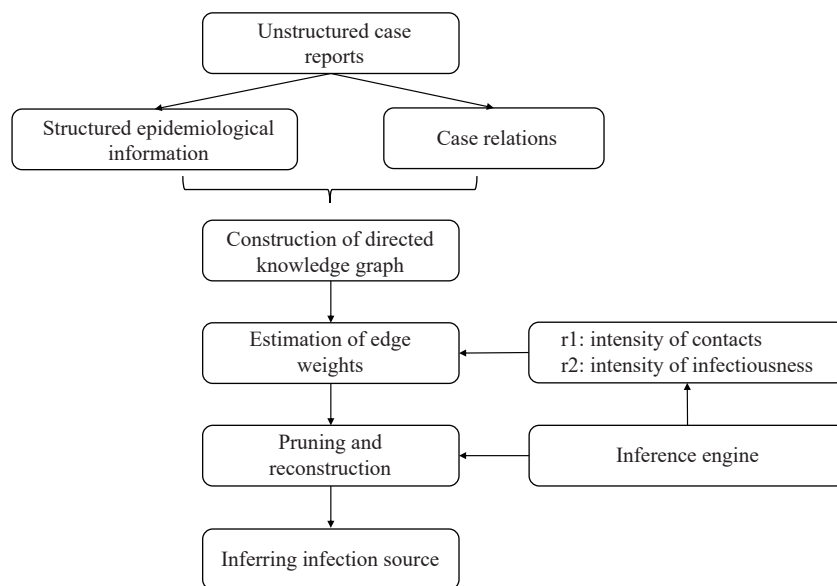 Unstructured case
reports
Structured epidemiological
information
Case relations
Construction of directed
knowledge graph
Estimation of edge
weights
r1: intensity of contacts
r2: intensity of infectiousness
Pruning and
reconstruction
Inference engine
Inferring infection source